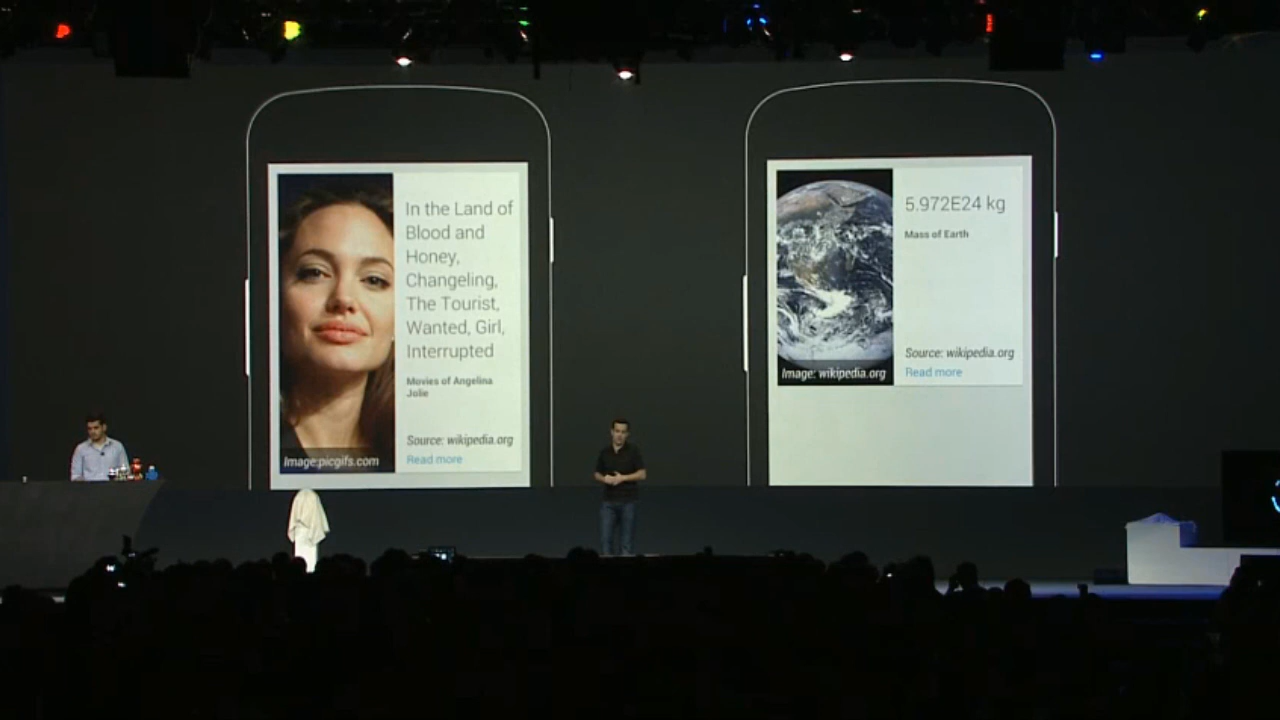 In the Land of
Blood and
Honey,
Changeling,
The Tourist,
Wanted, Girl,
Interrupted
Movies of Angelina
Jolie
Source: wikipedia.org
Read more
Image:picgifs.com
5.972E24 kg
Mass of Earth
Source: wikipedia.org
Read more
Image: wikipedia.org